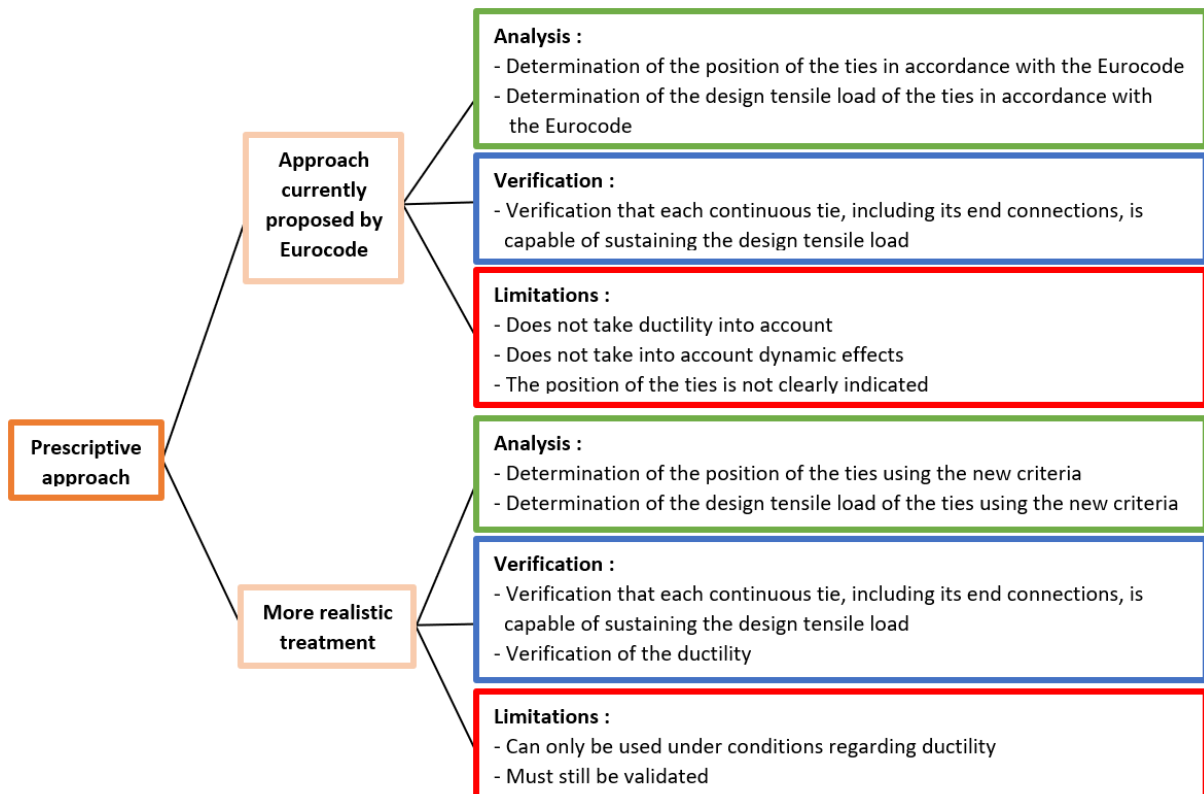 Prescriptive
approach
Approach
currently
proposed by
Eurocode
Analysis :
- Determination of the position of the ties in accordance with the Eurocode
- Determination of the design tensile load of the ties in accordance with
the Eurocode
Verification :
- Verification that each continuous tie, including its end connections, is
capable of sustaining the design tensile load
Limitations :
- Does not take ductility into account
- Does not take into account dynamic effects
- The position of the ties is not clearly indicated
More realistic
treatment
Analysis :
- Determination of the position of the ties using the new criteria
- Determination of the design tensile load of the ties using the new criteria
Verification :
- Verification that each continuous tie, including its end connections, is
capable of sustaining the design tensile load
- Verification of the ductility
Limitations :
- Can only be used under conditions regarding ductility
- Must still be validated